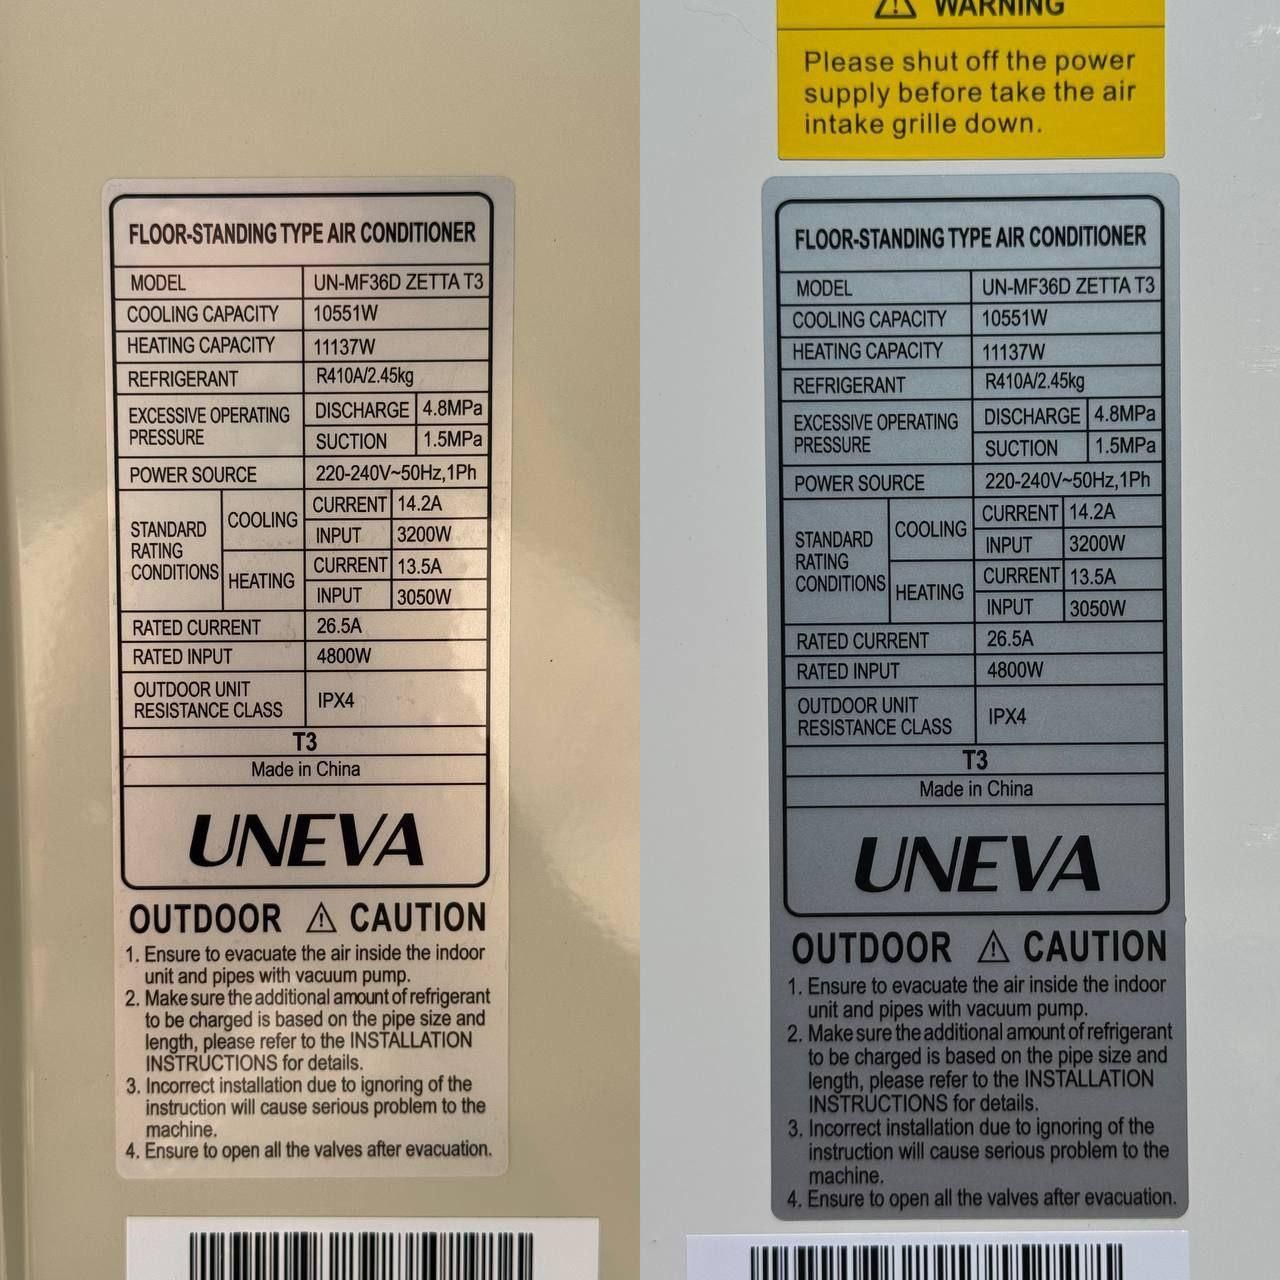 FLOOR-STANDING TYPE AIR CONDITIONER
MODEL UN-MF36D ZETTA T3
COOLING CAPACITY 10551W
HEATING CAPACITY 11137W
REFRIGERANT R410A/2.45kg
EXCESSIVE OPERATING PRESSURE DISCHARGE 4.8MPa
SUCTION 1.5MPa
POWER SOURCE 220-240V~50Hz,1Ph
STANDARD RATING CONDITIONS COOLING CURRENT 14.2A
INPUT 3200W
HEATING CURRENT 13.5A
INPUT 3050W
RATED CURRENT 26.5A
RATED INPUT 4800W
OUTDOOR UNIT RESISTANCE CLASS IPX4
T3
Made in China
UNEVA
OUTDOOR ⚠ CAUTION
1. Ensure to evacuate the air inside the indoor
unit and pipes with vacuum pump.
2. Make sure the additional amount of refrigerant
to be charged is based on the pipe size and
length, please refer to the INSTALLATION
INSTRUCTIONS for details.
3. Incorrect installation due to ignoring of the
instruction will cause serious problem to the
machine.
4. Ensure to open all the valves after evacuation.
⚠ WARNING
Please shut off the power
supply before take the air
intake grille down.
FLOOR-STANDING TYPE AIR CONDITIONER
MODEL UN-MF36D ZETTA T3
COOLING CAPACITY 10551W
HEATING CAPACITY 11137W
REFRIGERANT R410A/2.45kg
EXCESSIVE OPERATING PRESSURE DISCHARGE 4.8MPa
SUCTION 1.5MPa
POWER SOURCE 220-240V~50Hz,1Ph
STANDARD RATING CONDITIONS COOLING CURRENT 14.2A
INPUT 3200W
HEATING CURRENT 13.5A
INPUT 3050W
RATED CURRENT 26.5A
RATED INPUT 4800W
OUTDOOR UNIT RESISTANCE CLASS IPX4
T3
Made in China
UNEVA
OUTDOOR ⚠ CAUTION
1. Ensure to evacuate the air inside the indoor
unit and pipes with vacuum pump.
2. Make sure the additional amount of refrigerant
to be charged is based on the pipe size and
length, please refer to the INSTALLATION
INSTRUCTIONS for details.
3. Incorrect installation due to ignoring of the
instruction will cause serious problem to the
machine.
4. Ensure to open all the valves after evacuation.